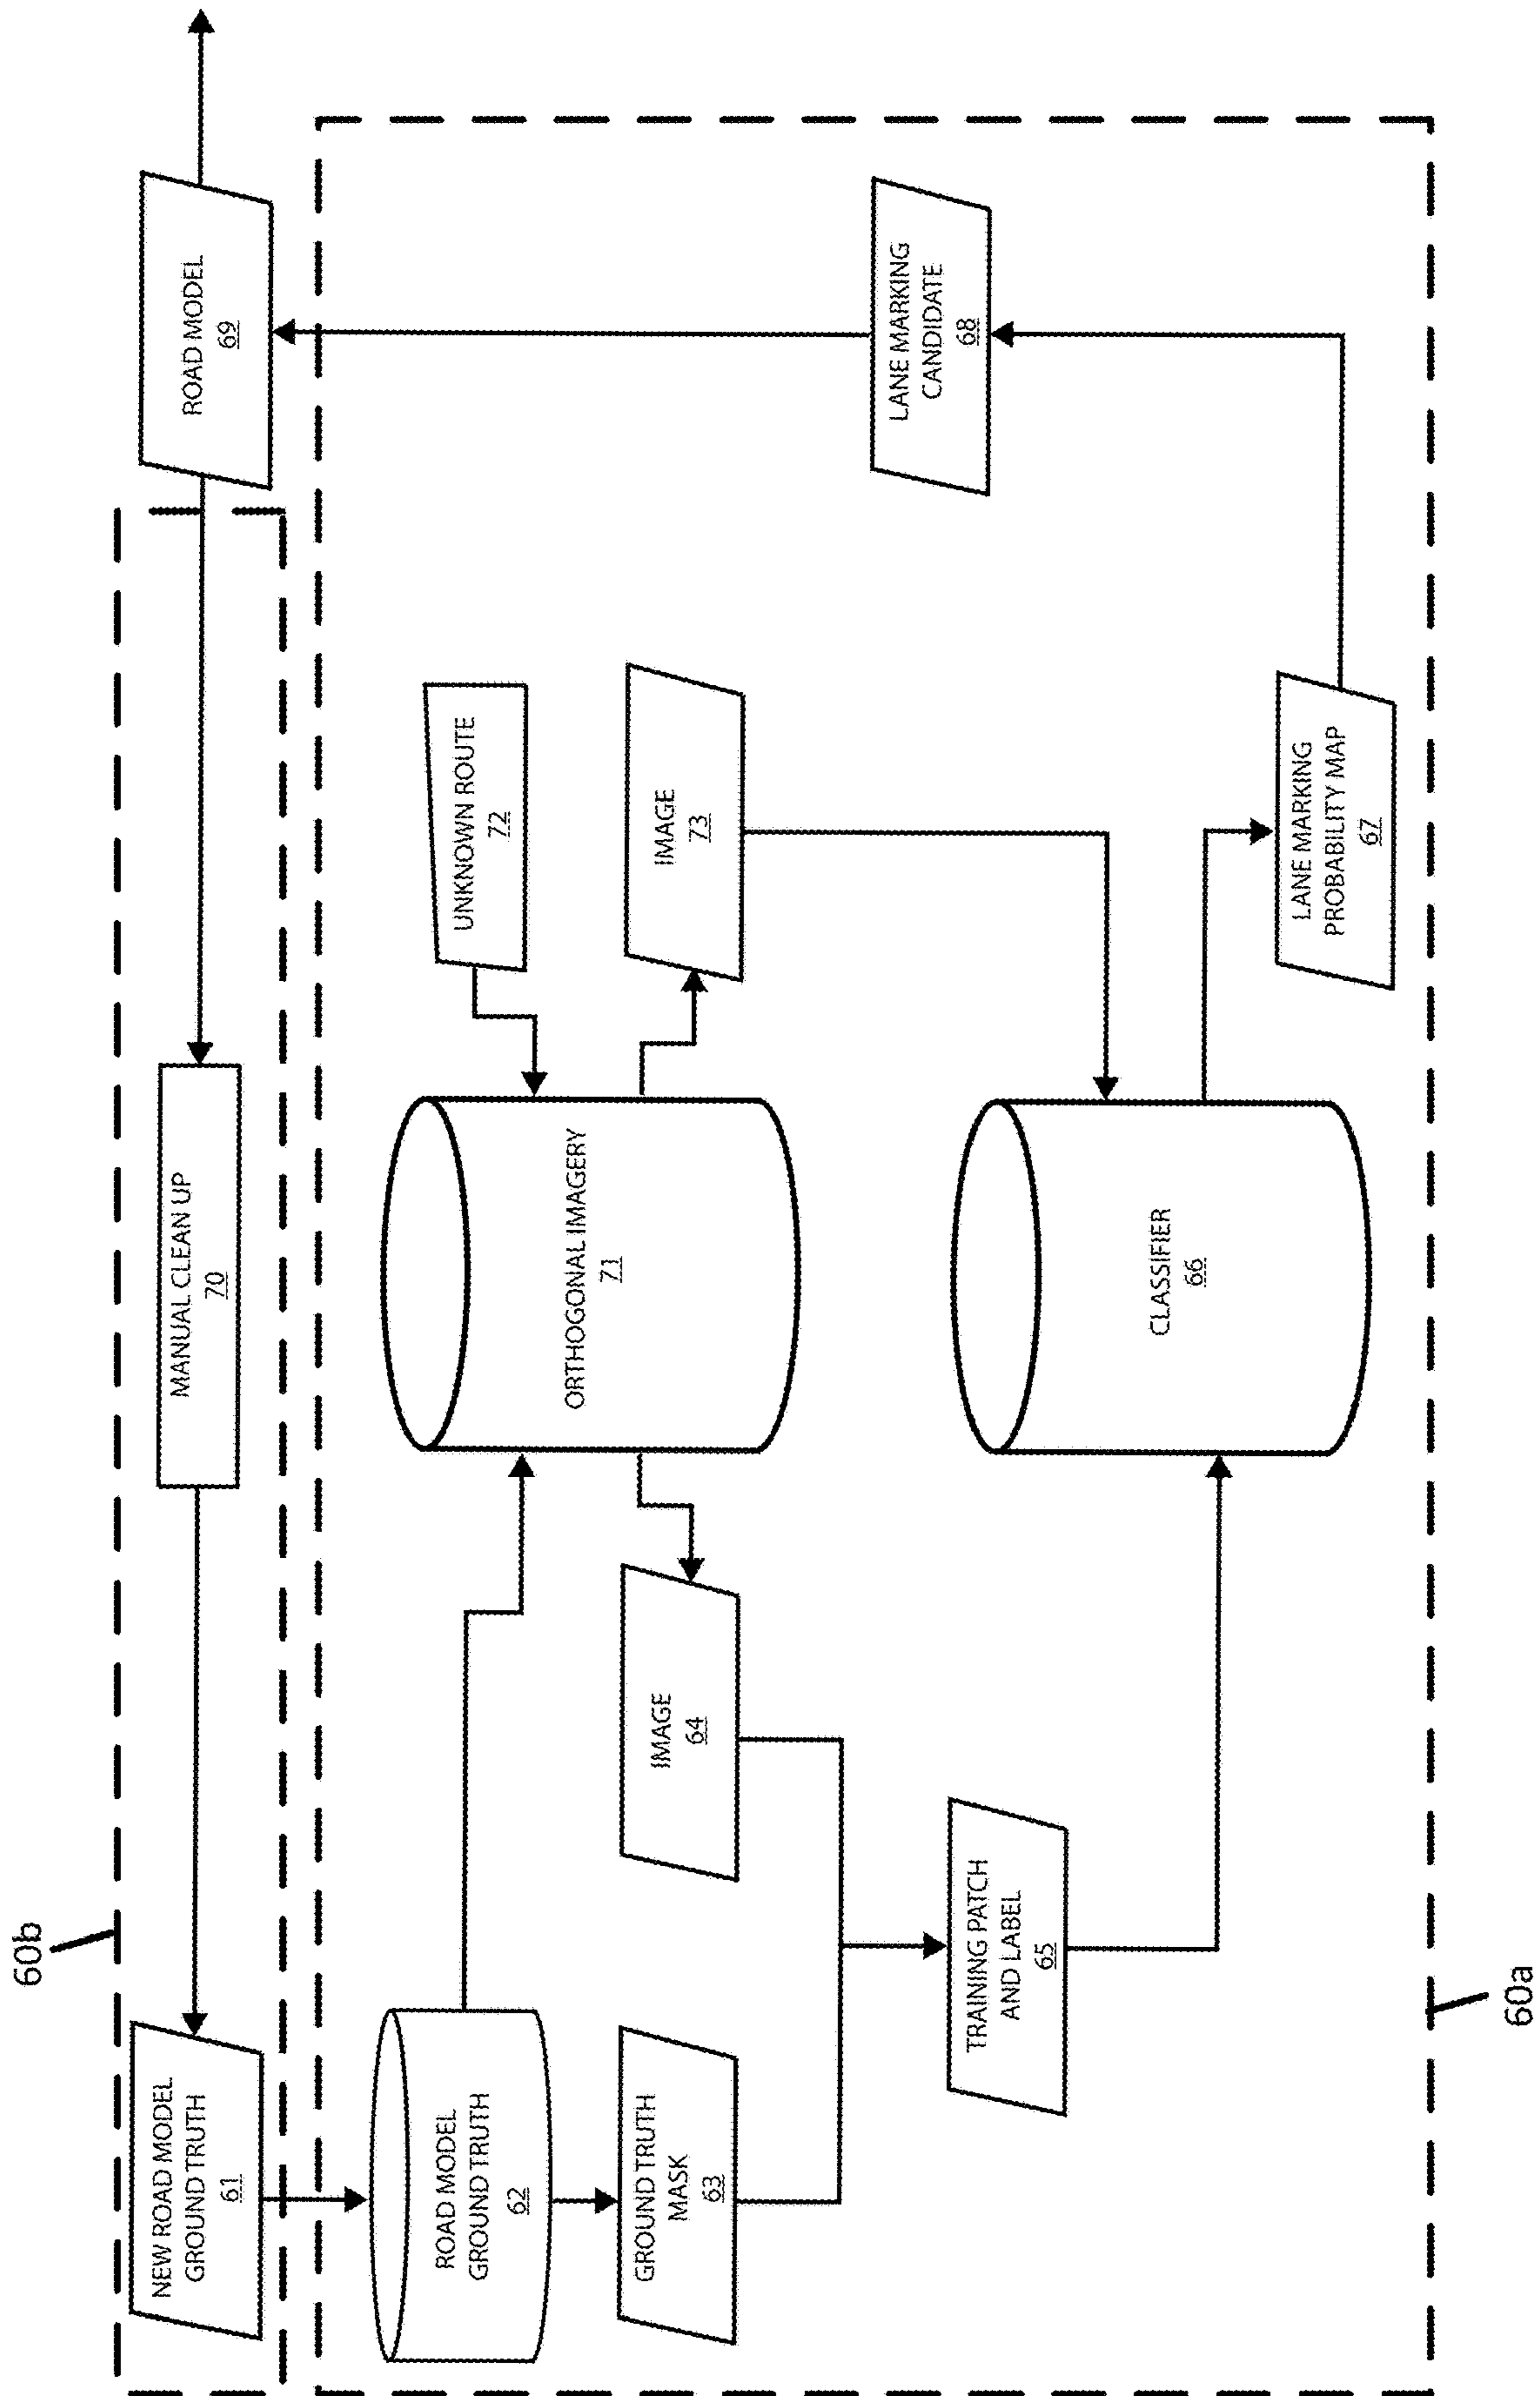 60b
NEW ROAD MODEL
GROUND TRUTH
61
MANUAL CLEAN UP
70
ROAD MODEL
69
ROAD MODEL
GROUND TRUTH
62
ORTHOGONAL IMAGERY
71
UNKNOWN ROUTE
72
GROUND TRUTH
MASK
63
IMAGE
64
IMAGE
73
TRAINING PATCH
AND LABEL
65
CLASSIFIER
66
LANE MARKING
CANDIDATE
68
LANE MARKING
PROBABILITY MAP
67
60a